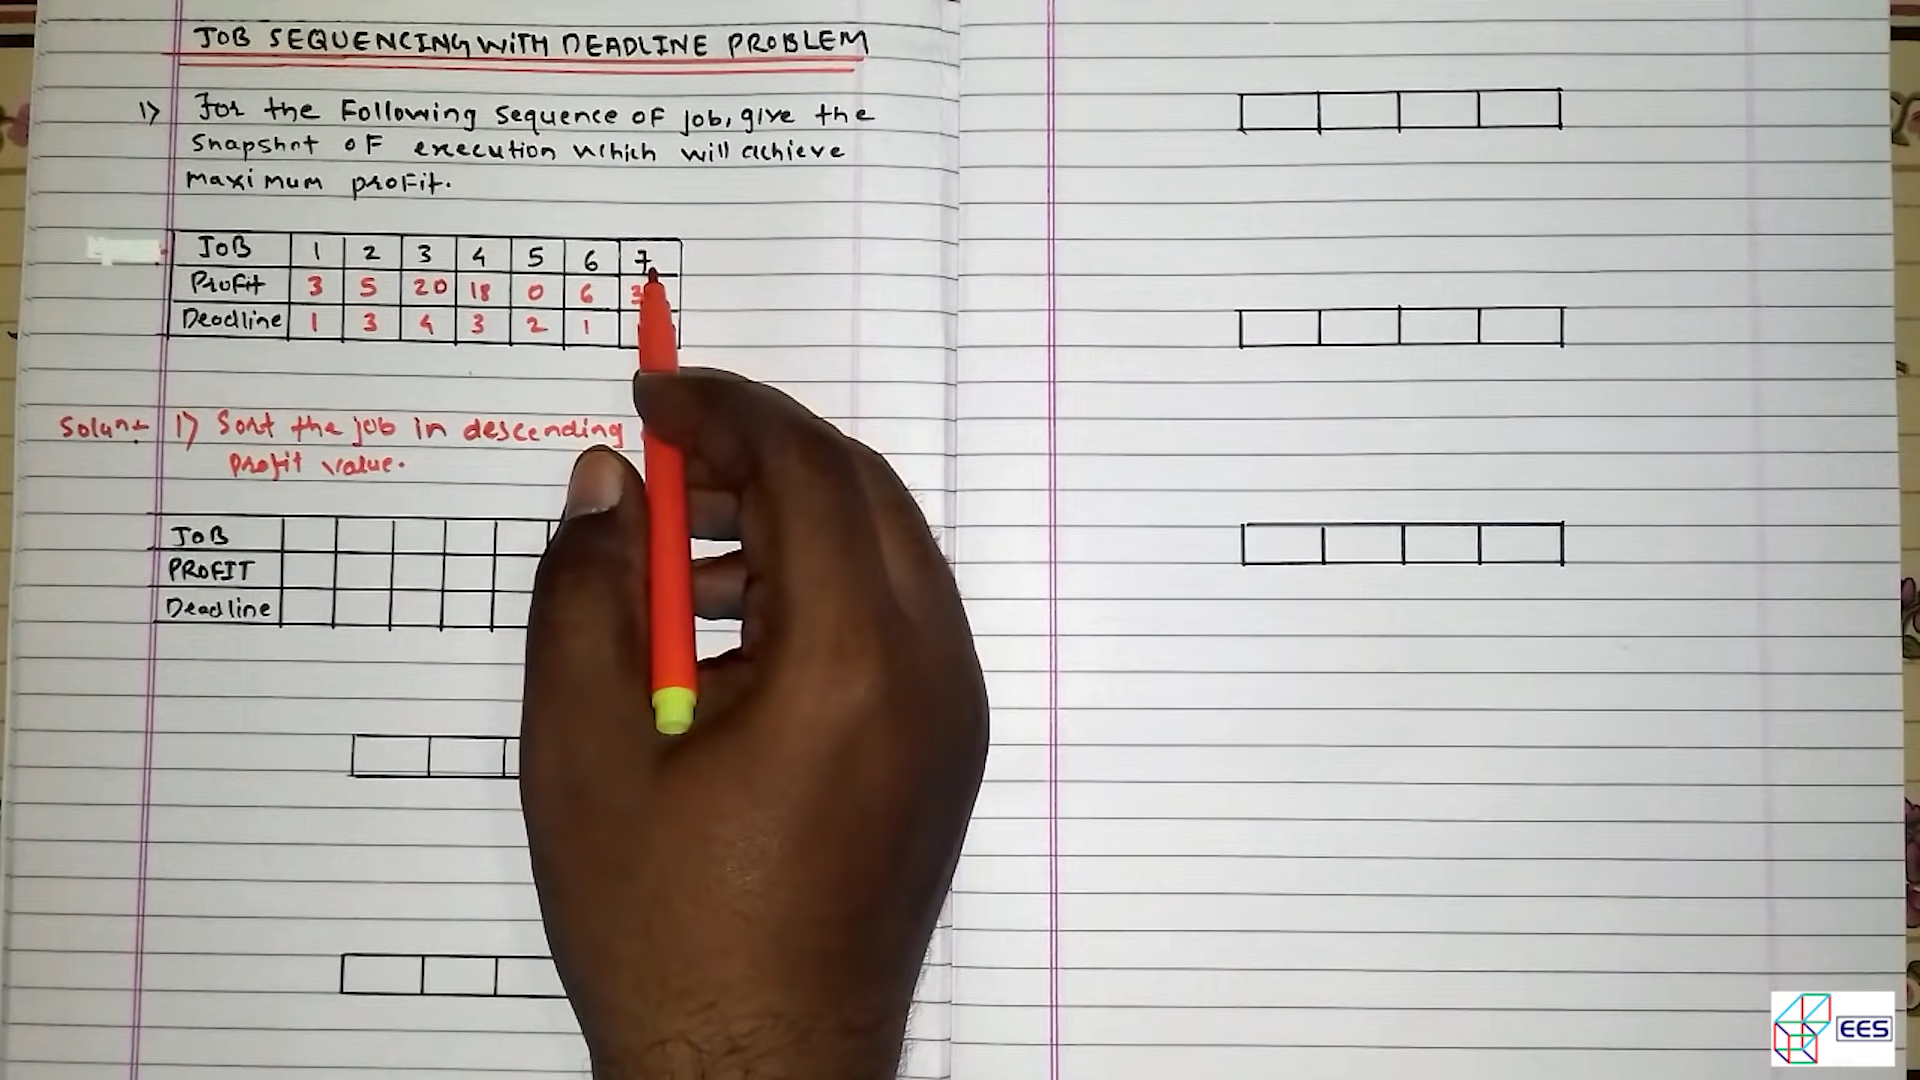 JOB SEQUENCING WITH DEADLINE PROBLEM
1) For the Following sequence of job, give the
snapshot of execution which will achieve
maximum profit.
JOB 1 2 3 4 5 6 7
Profit 3 5 20 18 0 6
Deadline 1 3 4 3 2 1
Soln:- 1) Sort the job in descending
profit value.
JOB
PROFIT
Deadline
EES